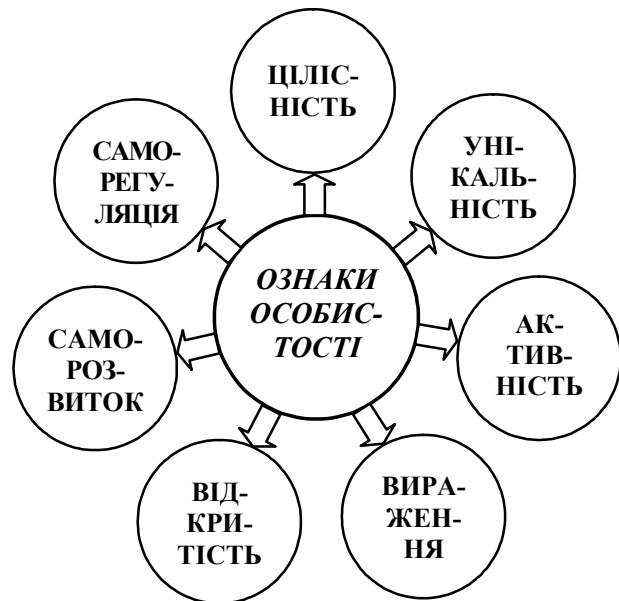 ЦІЛІС-
НІСТЬ
УНІ-
КАЛЬ-
НІСТЬ
АК-
ТИВ-
НІСТЬ
ВИРА-
ЖЕН-
НЯ
ВІД-
КРИ-
ТІСТЬ
САМО-
РОЗ-
ВИТОК
САМО-
РЕГУ-
ЛЯЦІЯ
ОЗНАКИ
ОСОБИС-
ТОСТІ